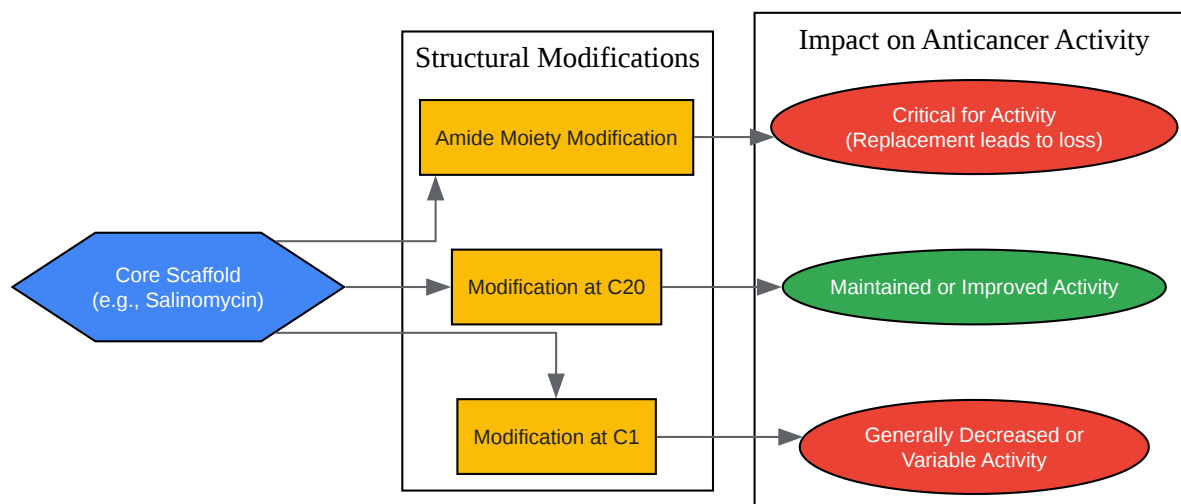 Structural Modifications
Impact on Anticancer Activity
Amide Moiety Modification
Critical for Activity
(Replacement leads to loss)
Core Scaffold
(e.g., Salinomycin)
Modification at C20
Maintained or Improved Activity
Modification at C1
Generally Decreased or
Variable Activity